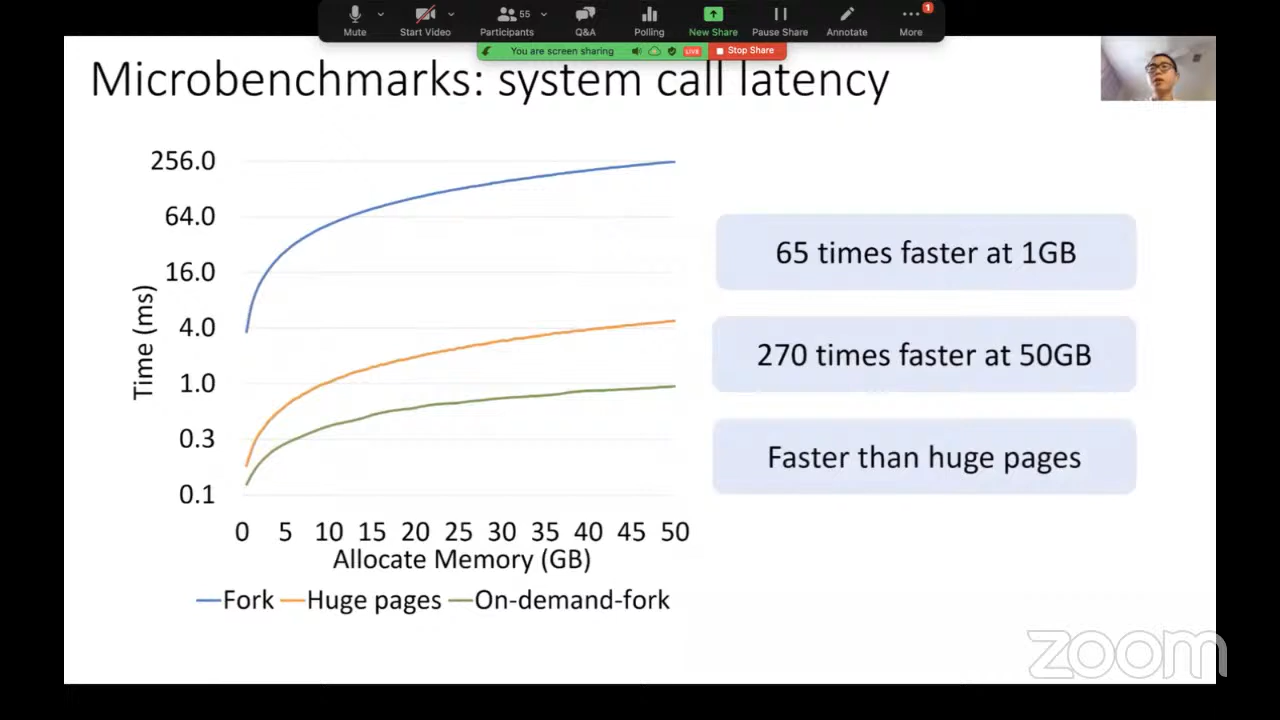 Mute
Start Video
Participants
55
Q&A
Polling
New Share
Pause Share
Annotate
More
1
You are screen sharing
LIVE
Stop Share
Microbenchmarks: system call latency
256.0
64.0
16.0
4.0
1.0
0.3
0.1
Time (ms)
0 5 10 15 20 25 30 35 40 45 50
Allocate Memory (GB)
Fork Huge pages On-demand-fork
65 times faster at 1GB
270 times faster at 50GB
Faster than huge pages
zoom